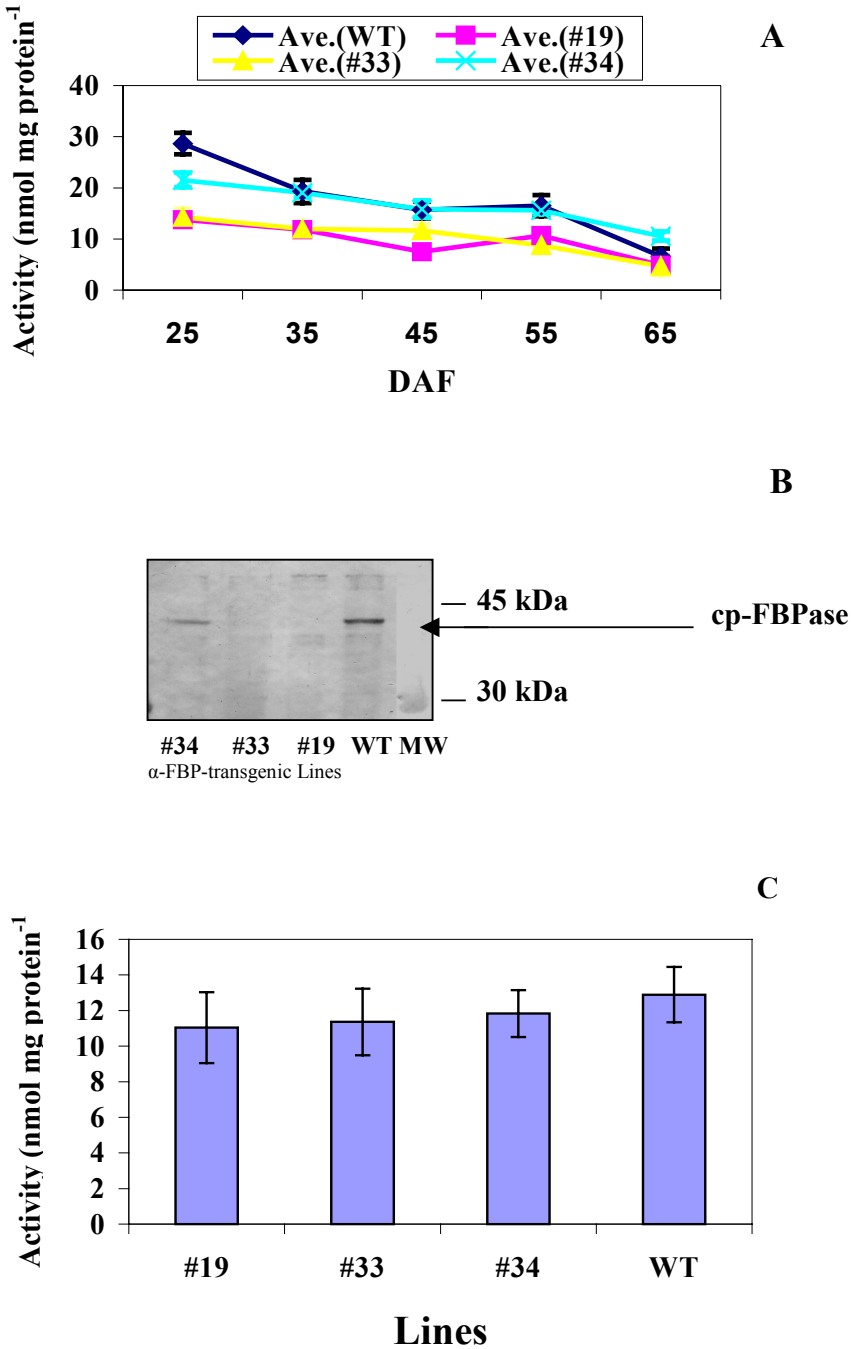 Ave.(WT) Ave.(#19)
Ave.(#33) Ave.(#34)
A
Activity (nmol mg protein-1
40
30
20
10
0
25 35 45 55 65
DAF
B
45 kDa
cp-FBPase
30 kDa
#34 #33 #19 WT MW
α-FBP-transgenic Lines
C
Activity (nmol mg protein-1
16
14
12
10
8
6
4
2
0
#19 #33 #34 WT
Lines